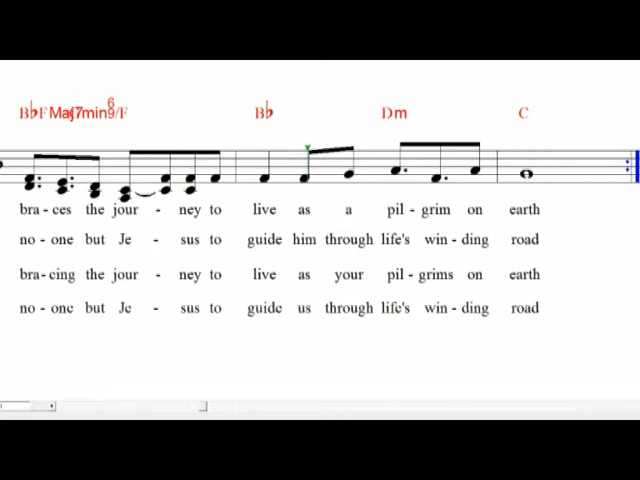 B♭ Dm C
bra-ces the jour - ney to live as a pil-grim on earth
no-one but Je - sus to guide him through life's win-ding road
bra-cing the jour - ney to live as your pil-grims on earth
no-one but Je - sus to guide us through life's win-ding road